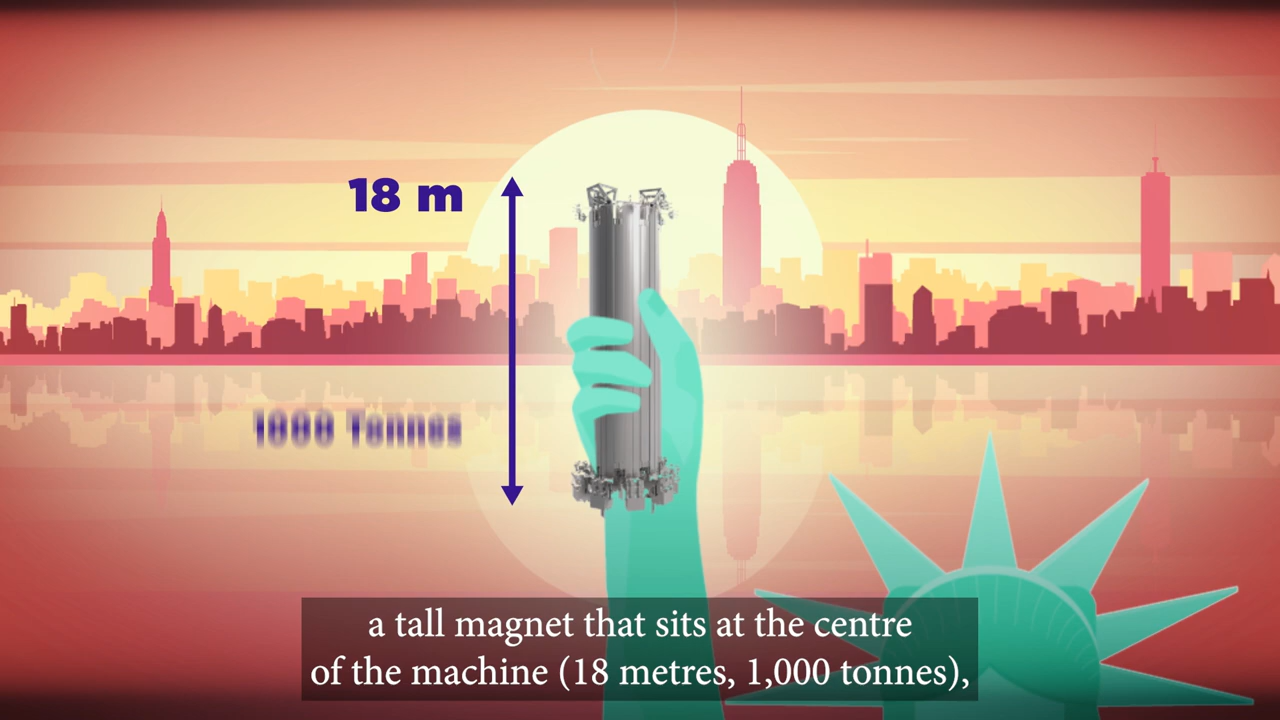 18 m
1000 Tonnes
a tall magnet that sits at the centre
of the machine (18 metres, 1,000 tonnes),